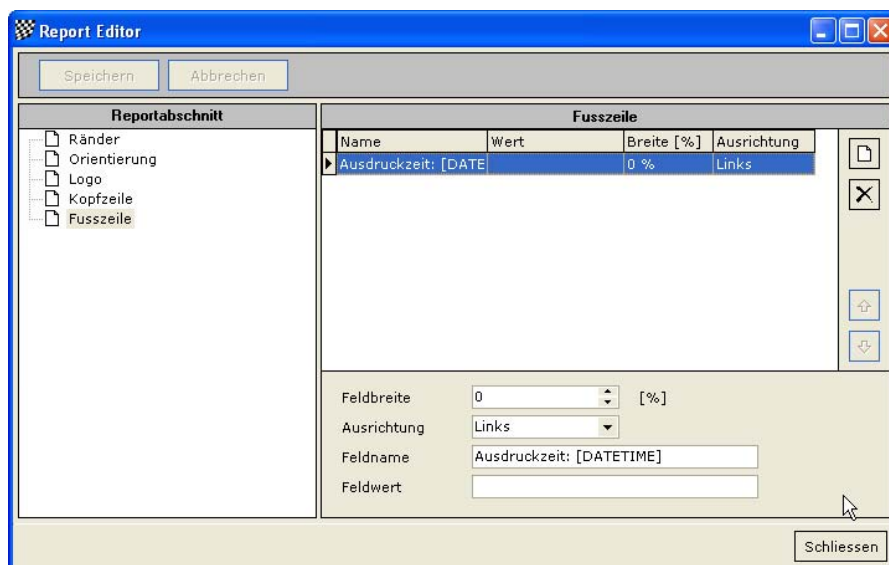 Report Editor
Speichern Abbrechen
Reportabschnitt
Ränder
Orientierung
Logo
Kopfzeile
Fusszeile
Fusszeile
Name Wert Breite [%] Ausrichtung
Ausdruckzeit: [DATE 0 % Links
Feldbreite 0 [%]
Ausrichtung Links
Feldname Ausdruckzeit: [DATETIME]
Feldwert
Schliessen